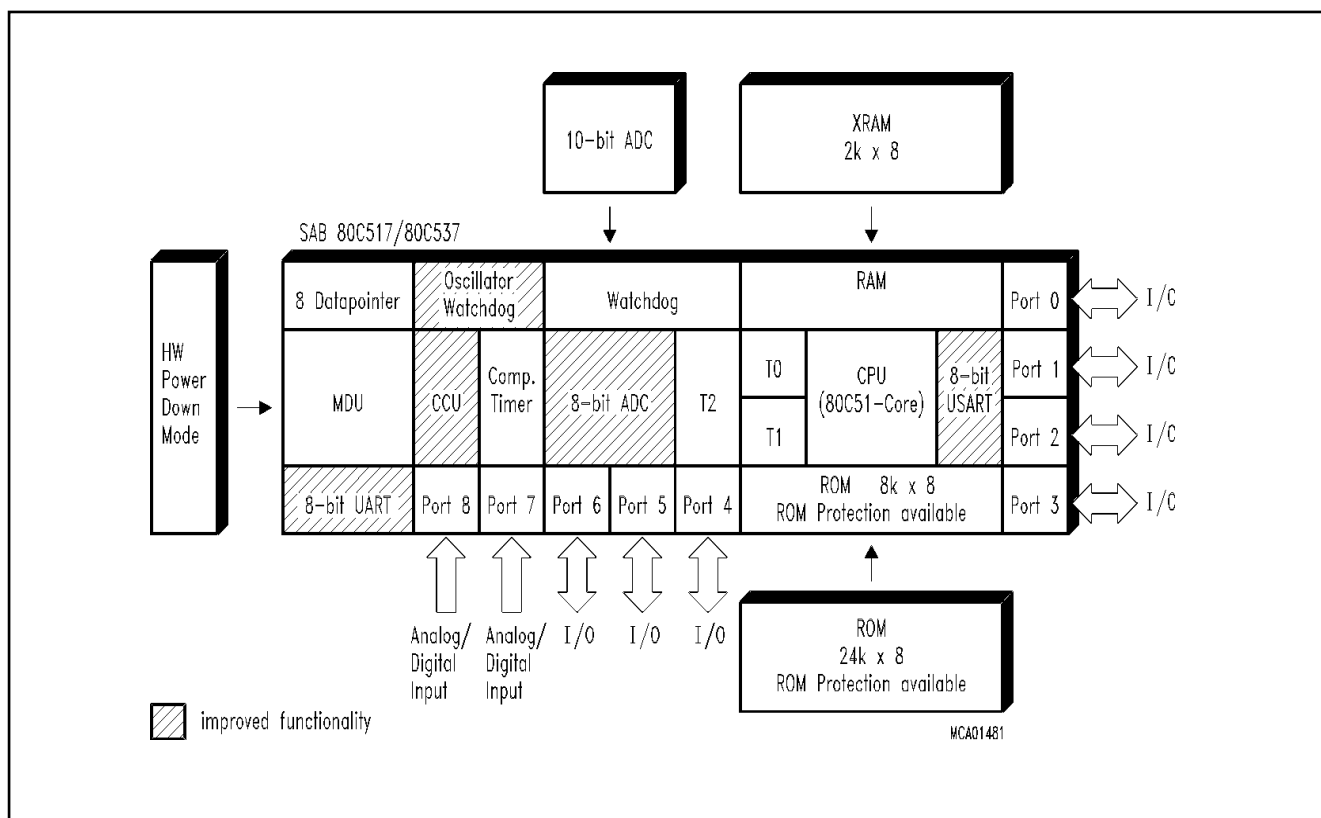 10-bit ADC
XRAM
2k x 8
SAB 80C517/80C537
HW
Power
Down
Mode
8 Datapointer
Oscillator
Watchdog
Watchdog
RAM
Port 0
I/O
MDU
CCU
Comp.
Timer
8-bit ADC
T2
T0
T1
CPU
(80C51-Core)
8-bit
USART
Port 1
I/O
Port 2
I/O
8-bit UART
Port 8
Port 7
Port 6
Port 5
Port 4
ROM 8k x 8
ROM Protection available
Port 3
I/O
Analog/
Digital
Input
Analog/
Digital
Input
I/O
I/O
I/O
ROM
24k x 8
ROM Protection available
improved functionality
MCA01481